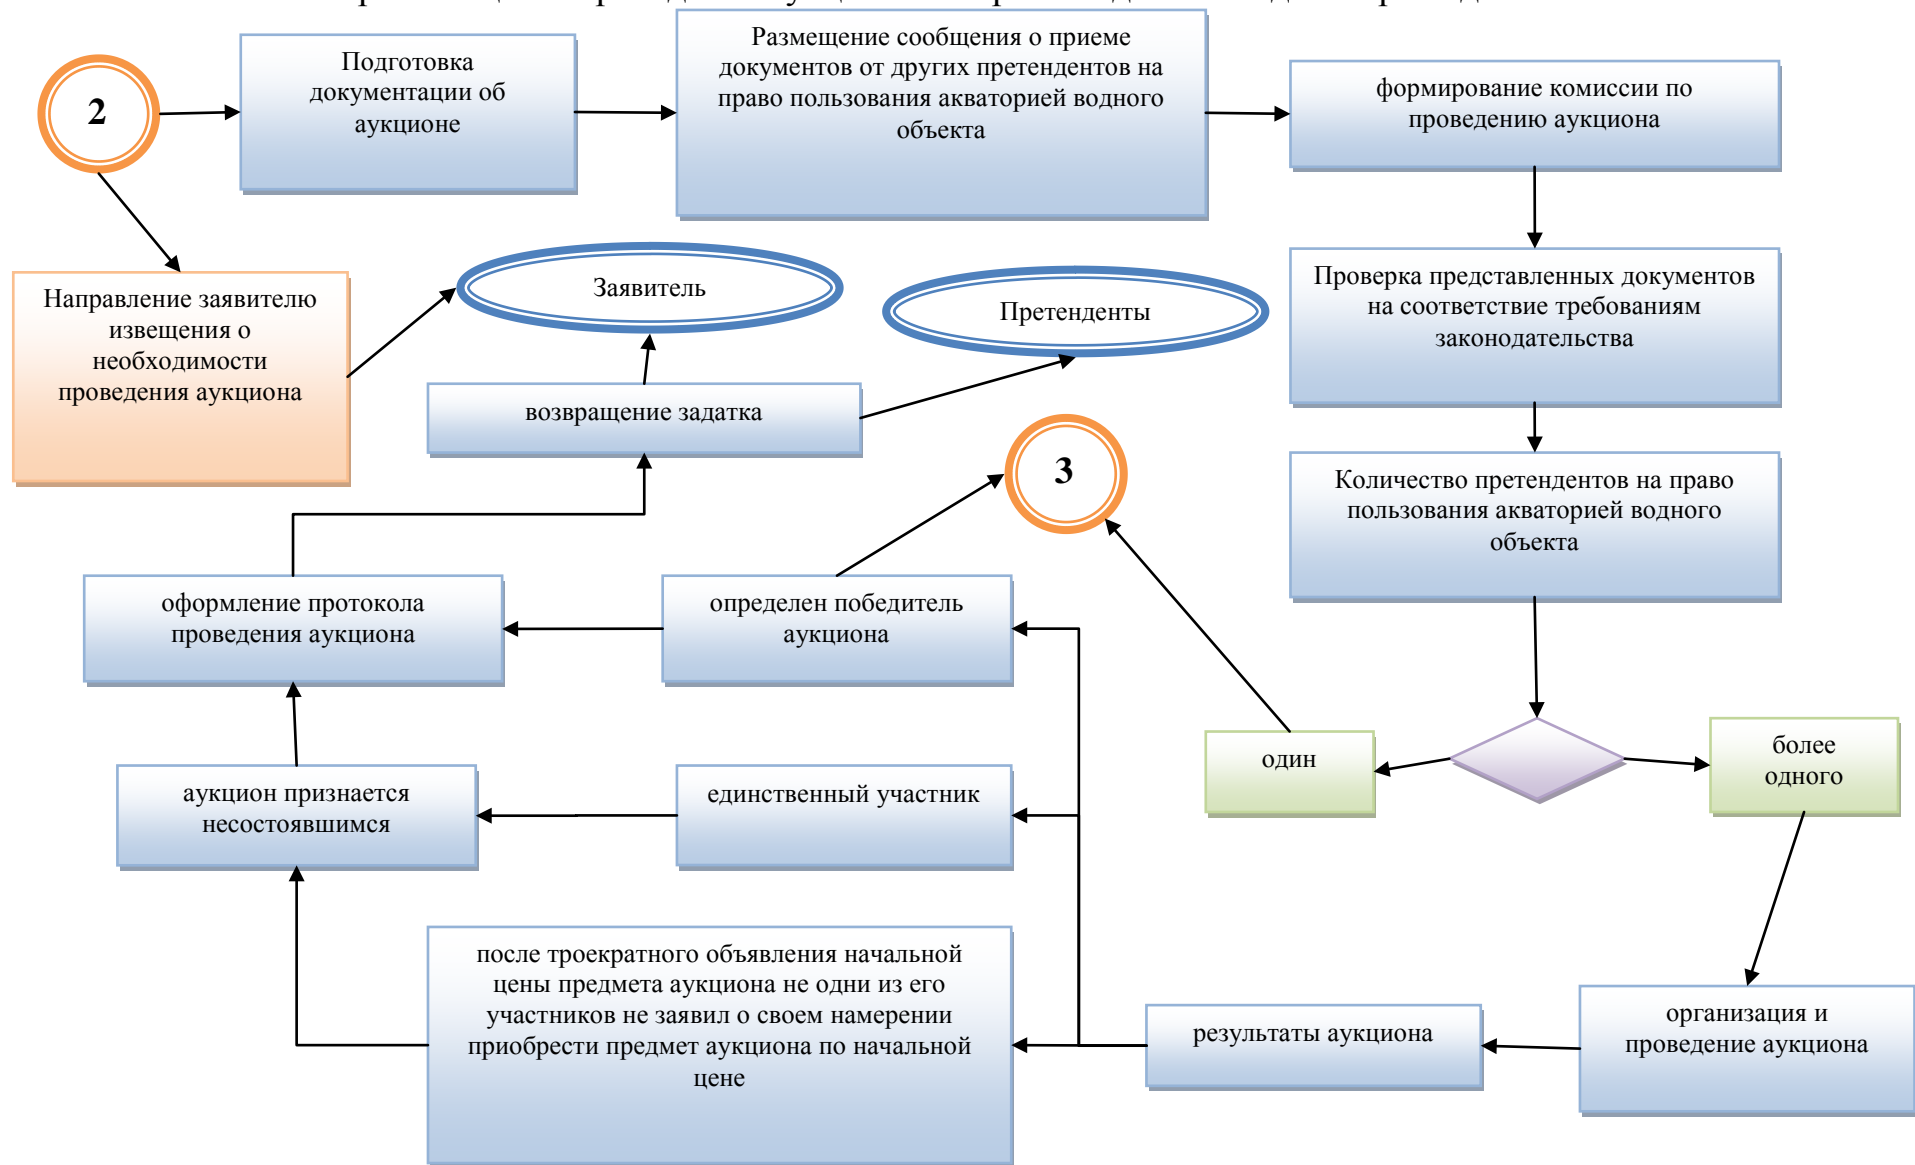 2
Подготовка
документации об
аукционе
Размещение сообщения о приеме
документов от других претендентов на
право пользования акваторией водного
объекта
формирование комиссии по
проведению аукциона
Направление заявителю
извещения о
необходимости
проведения аукциона
Заявитель
Претенденты
Проверка представленных документов
на соответствие требованиям
законодательства
возвращение задатка
3
Количество претендентов на право
пользования акваторией водного
объекта
оформление протокола
проведения аукциона
определен победитель
аукциона
один
более
одного
аукцион признается
несостоявшимся
единственный участник
после троекратного объявления начальной
цены предмета аукциона не одни из его
участников не заявил о своем намерении
приобрести предмет аукциона по начальной
цене
результаты аукциона
организация и
проведение аукциона